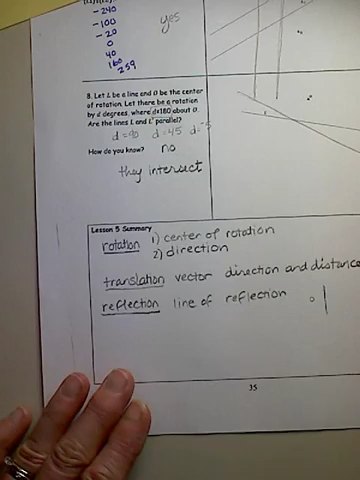 -240
-100
-20
0
40
160
259
yes
8. Let L be a line and O be the center
of rotation. Let there be a rotation
by d degrees, where d≠180 about O.
Are the lines L and L' parallel?
d=90 d=45 d=-5
How do you know? no
they intersect
Lesson 5 Summary
rotation 1) center of rotation
2) direction
translation vector direction and distance
reflection line of reflection
35